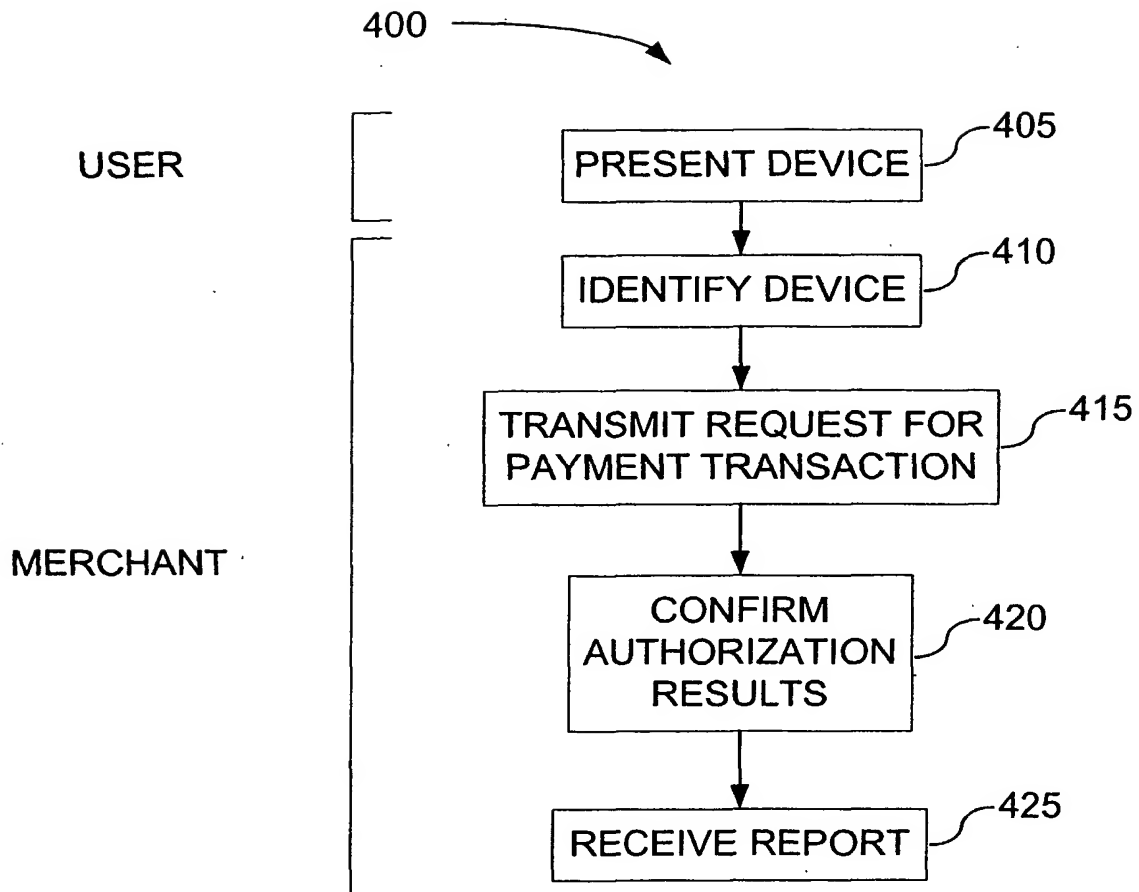 400
USER
PRESENT DEVICE
405
IDENTIFY DEVICE
410
TRANSMIT REQUEST FOR
PAYMENT TRANSACTION
415
MERCHANT
CONFIRM
AUTHORIZATION
RESULTS
420
RECEIVE REPORT
425